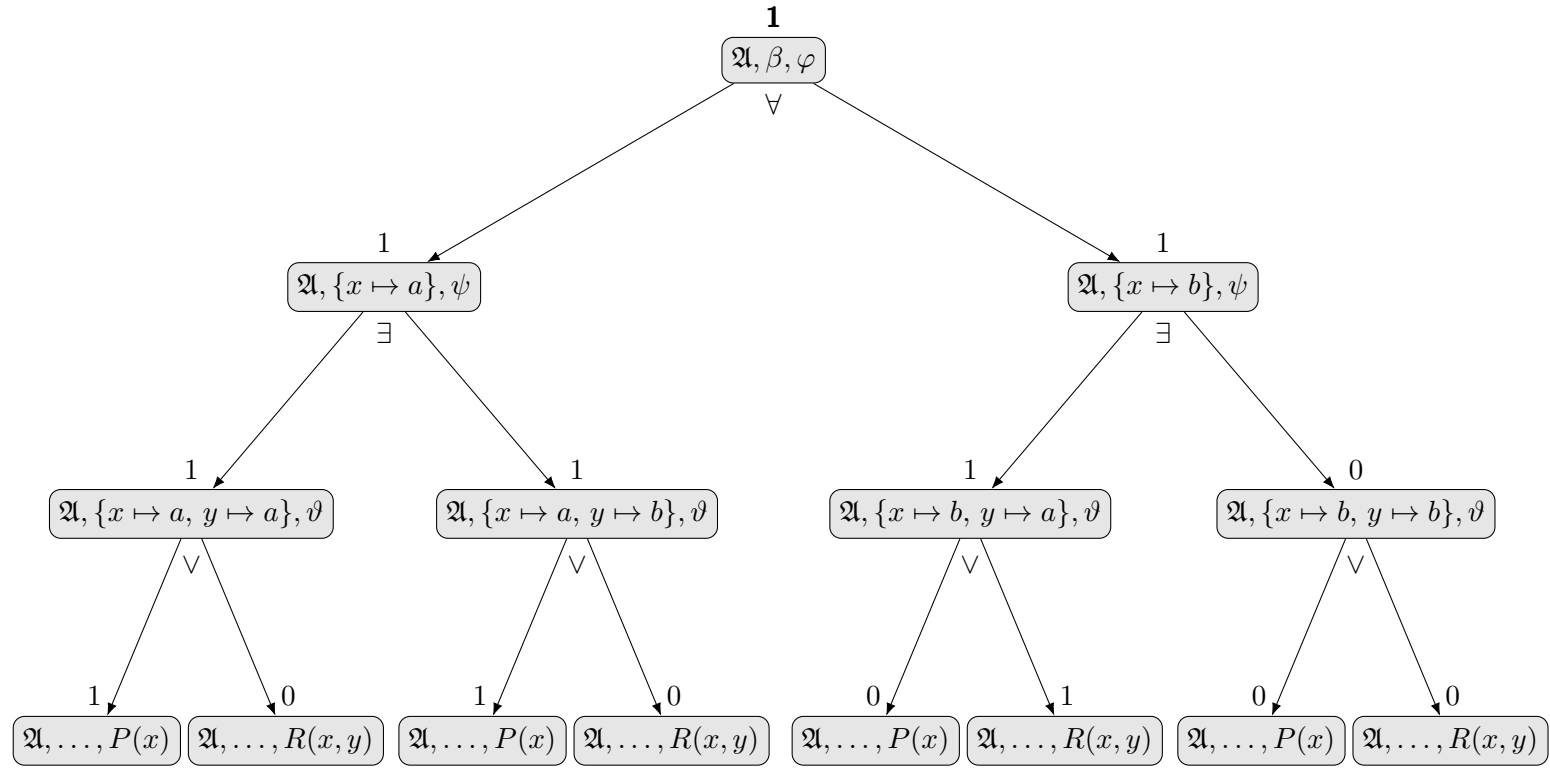 1
𝔄, β, φ
∀
1 1
𝔄, {x ↦ a}, ψ 𝔄, {x ↦ b}, ψ
∃ ∃
1 1 1 0
𝔄, {x ↦ a, y ↦ a}, ϑ 𝔄, {x ↦ a, y ↦ b}, ϑ 𝔄, {x ↦ b, y ↦ a}, ϑ 𝔄, {x ↦ b, y ↦ b}, ϑ
∨ ∨ ∨ ∨
1 0 1 0 0 1 0 0
𝔄, …, P(x) 𝔄, …, R(x, y) 𝔄, …, P(x) 𝔄, …, R(x, y) 𝔄, …, P(x) 𝔄, …, R(x, y) 𝔄, …, P(x) 𝔄, …, R(x, y)